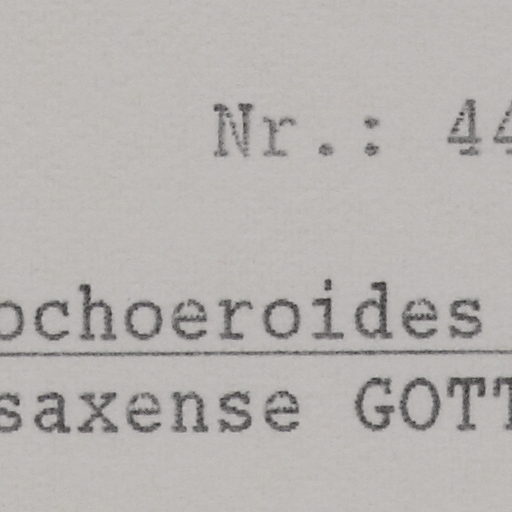 Nr.: 44
ochoeroides
saxense GOTT